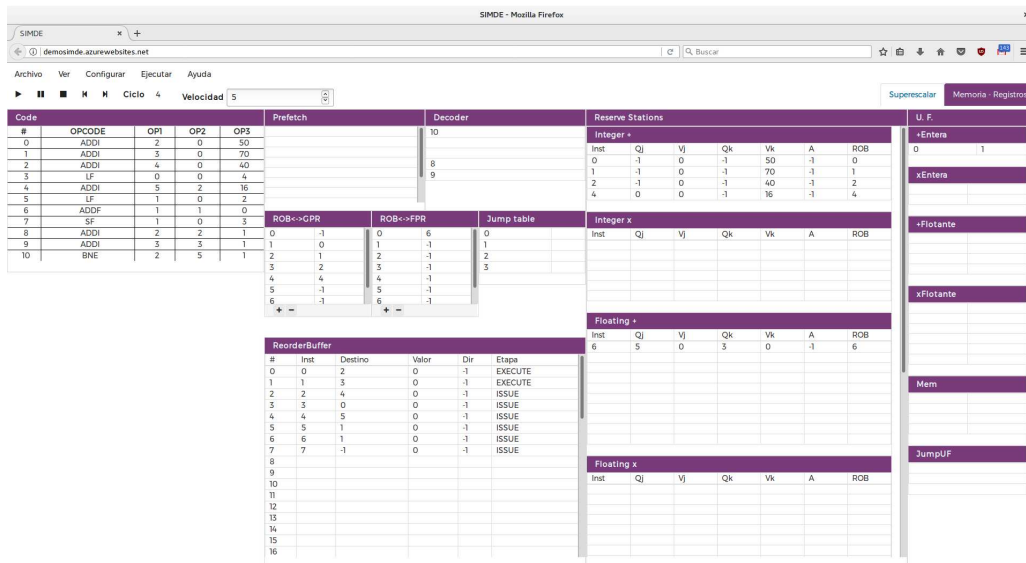 SIMDE - Mozilla Firefox
SIMDE
demosimde.azurewebsites.net
Buscar
143
Archivo Ver Configurar Ejecutar Ayuda
Ciclo 4 Velocidad 5
Superescalar Memoria - Registros
Code
# OPCODE OP1 OP2 OP3
0 ADDI 2 0 50
1 ADDI 3 0 70
2 ADDI 4 0 40
3 LF 0 0 4
4 ADDI 5 2 16
5 LF 1 0 2
6 ADDF 1 1 0
7 SF 1 0 3
8 ADDI 2 2 1
9 ADDI 3 3 1
10 BNE 2 5 1
Prefetch
Decoder
10
8
9
ROB<->GPR
0 -1
1 0
2 1
3 2
4 4
5 -1
6 -1
+ -
ROB<->FPR
0 6
1 -1
2 -1
3 -1
4 -1
5 -1
6 -1
+ -
Jump table
0
1
2
3
ReorderBuffer
# Inst Destino Valor Dir Etapa
0 0 2 0 -1 EXECUTE
1 1 3 0 -1 EXECUTE
2 2 4 0 -1 ISSUE
3 3 0 0 -1 ISSUE
4 4 5 0 -1 ISSUE
5 5 1 0 -1 ISSUE
6 6 1 0 -1 ISSUE
7 7 -1 0 -1 ISSUE
8
9
10
11
12
13
14
15
16
Reserve Stations
Integer +
Inst Qj Vj Qk Vk A ROB
0 -1 0 -1 50 -1 0
1 -1 0 -1 70 -1 1
2 -1 0 -1 40 -1 2
4 0 0 -1 16 -1 4
Integer x
Inst Qj Vj Qk Vk A ROB
Floating +
Inst Qj Vj Qk Vk A ROB
6 5 0 3 0 -1 6
Floating x
Inst Qj Vj Qk Vk A ROB
U. F.
+Entera
0 1
xEntera
+Flotante
xFlotante
Mem
JumpUF